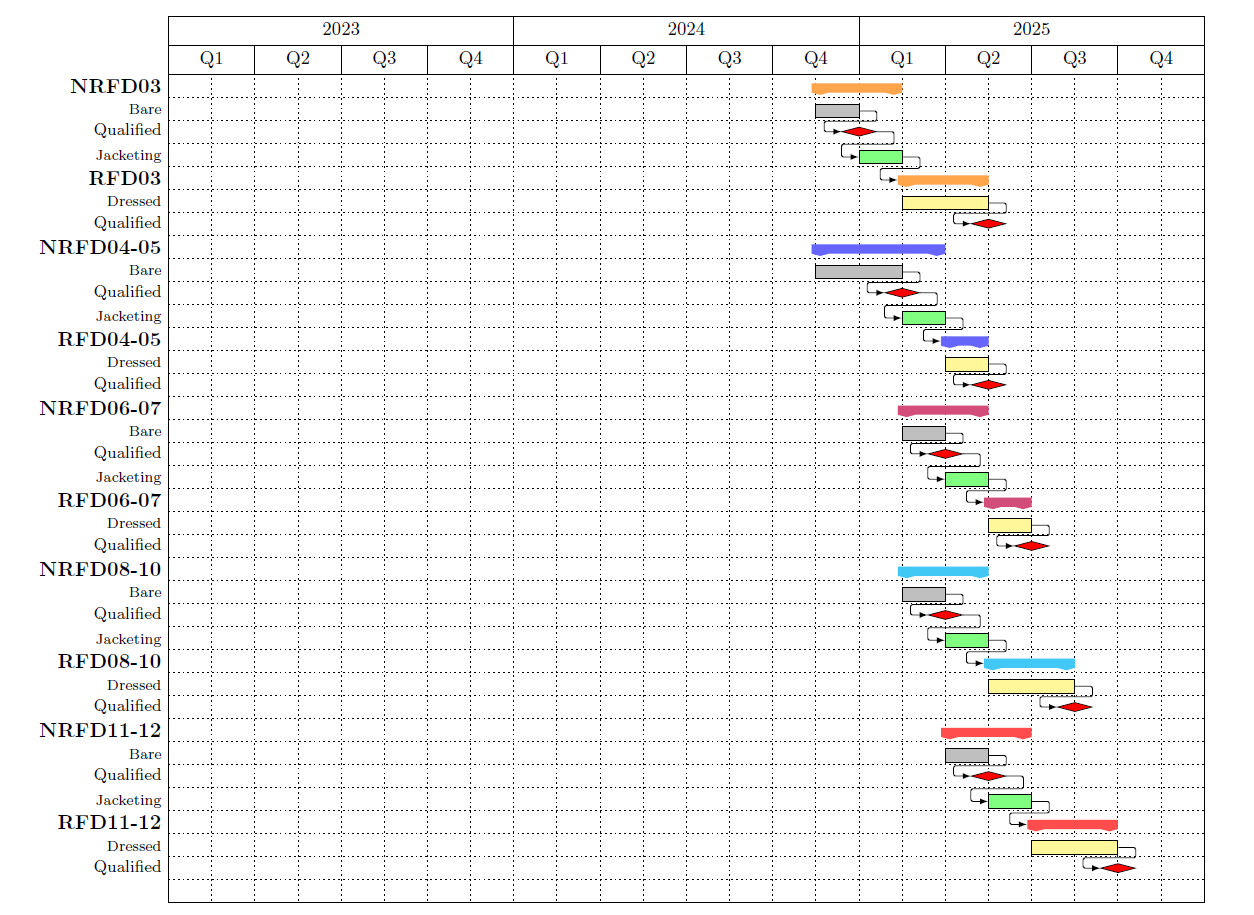 2023 2024 2025
Q1 Q2 Q3 Q4 Q1 Q2 Q3 Q4 Q1 Q2 Q3 Q4
NRFD03
Bare
Qualified
Jacketing
RFD03
Dressed
Qualified
NRFD04-05
Bare
Qualified
Jacketing
RFD04-05
Dressed
Qualified
NRFD06-07
Bare
Qualified
Jacketing
RFD06-07
Dressed
Qualified
NRFD08-10
Bare
Qualified
Jacketing
RFD08-10
Dressed
Qualified
NRFD11-12
Bare
Qualified
Jacketing
RFD11-12
Dressed
Qualified